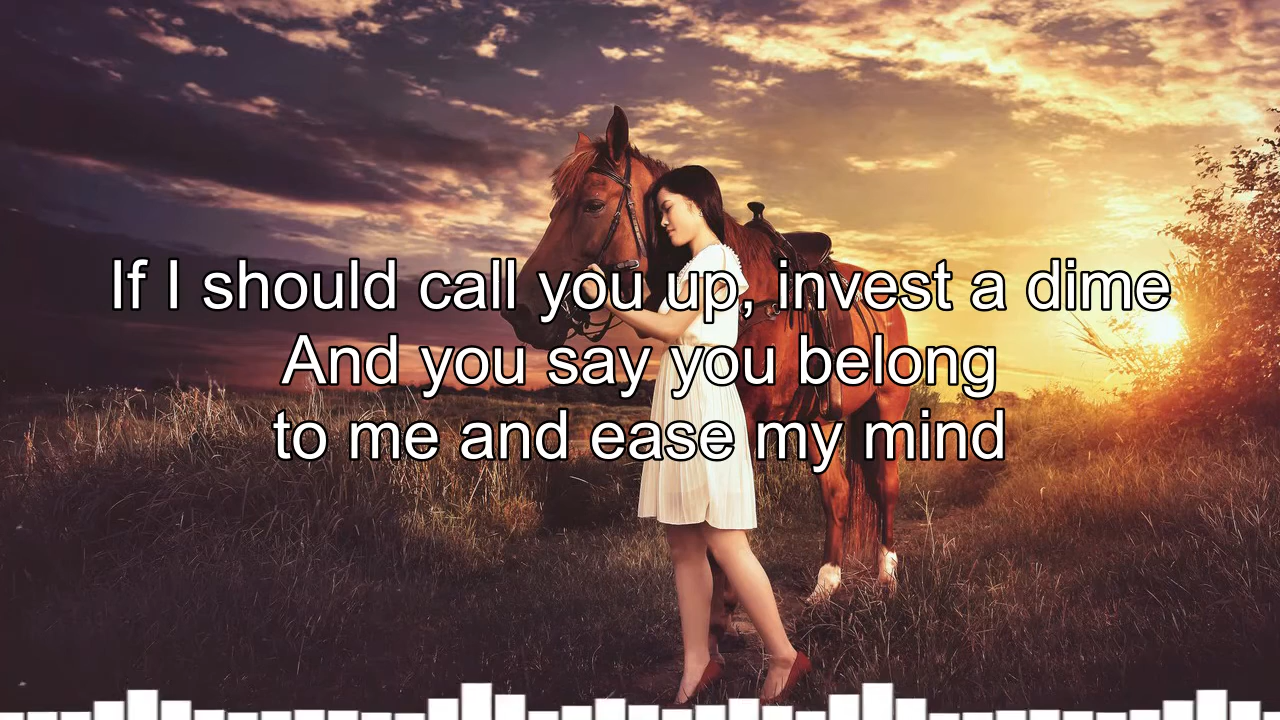 If I should call you up, invest a dime
And you say you belong
to me and ease my mind